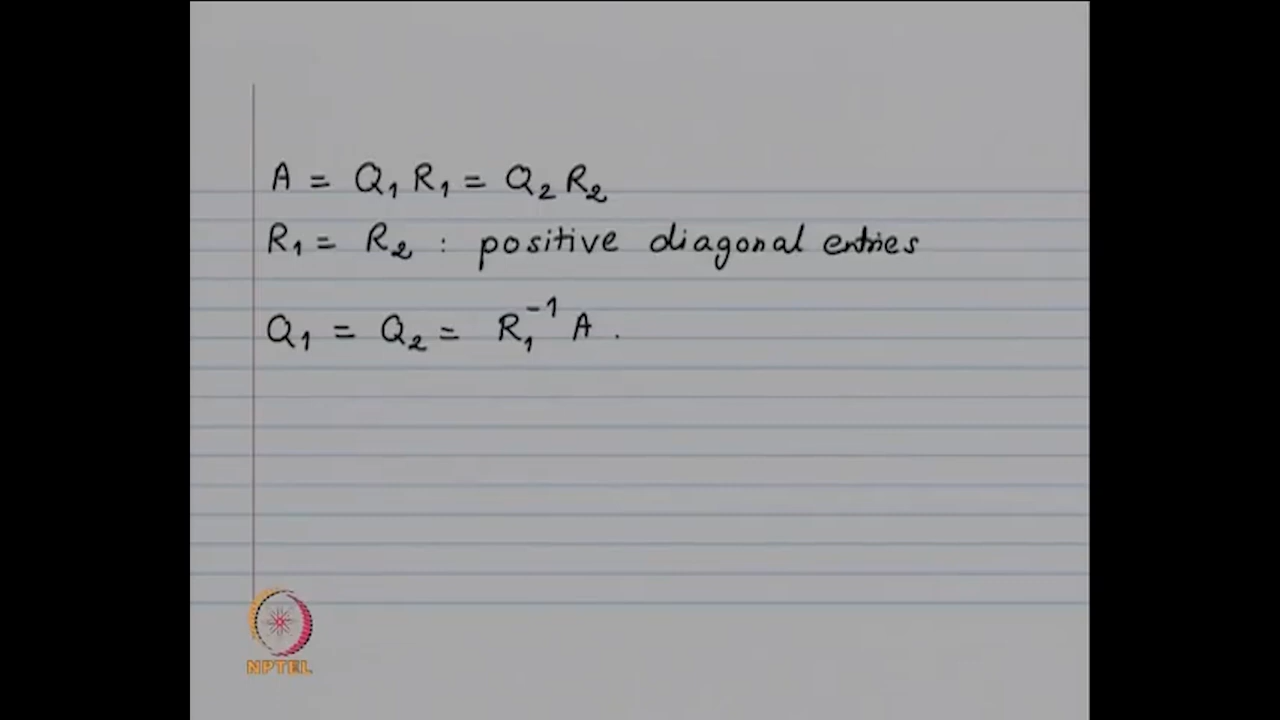 A = Q₁ R₁ = Q₂ R₂
R₁ = R₂ : positive diagonal entries
Q₁ = Q₂ = R₁⁻¹ A .
NPTEL